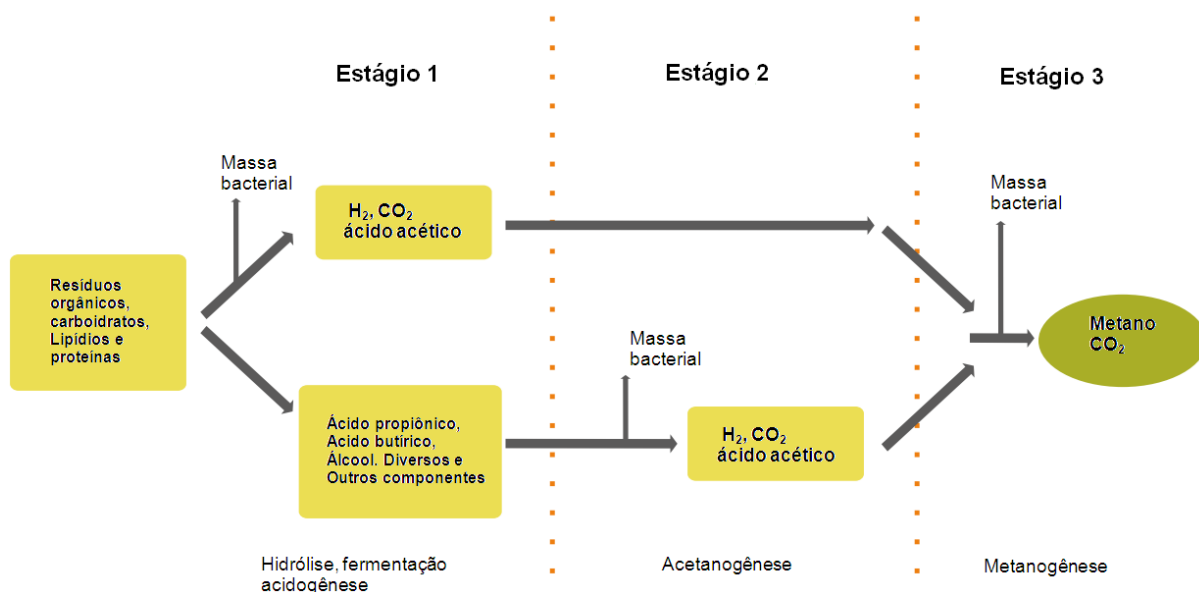 Estágio 1
Estágio 2
Estágio 3
Massa
bacterial
H₂, CO₂
ácido acético
Massa
bacterial
Resíduos
orgânicos,
carboidratos,
Lipídios e
proteínas
Metano
CO₂
Massa
bacterial
Ácido propiônico,
Acido butírico,
Álcool. Diversos e
Outros componentes
H₂, CO₂
ácido acético
Hidrólise, fermentação
acidogênese
Acetanogênese
Metanogênese